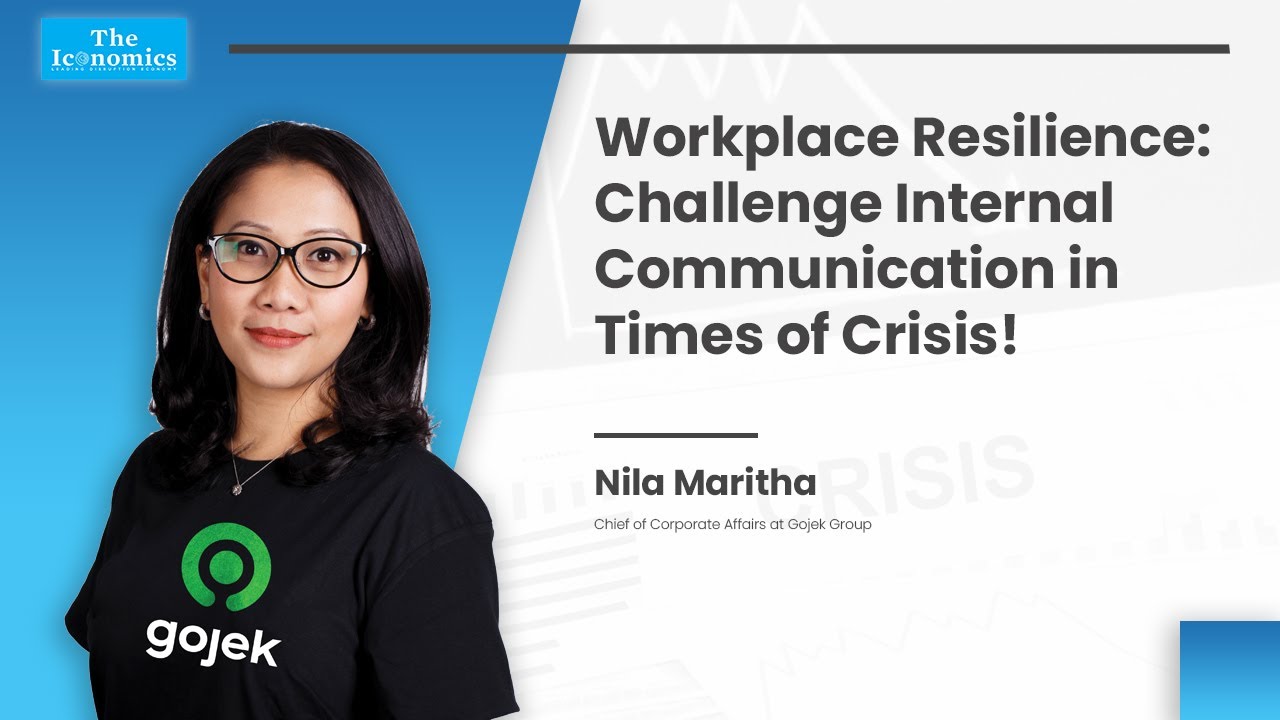 The
Iconomics
LEADING DISRUPTION ECONOMY
Workplace Resilience:
Challenge Internal
Communication in
Times of Crisis!
CRISIS
Nila Maritha
Chief of Corporate Affairs at Gojek Group
gojek